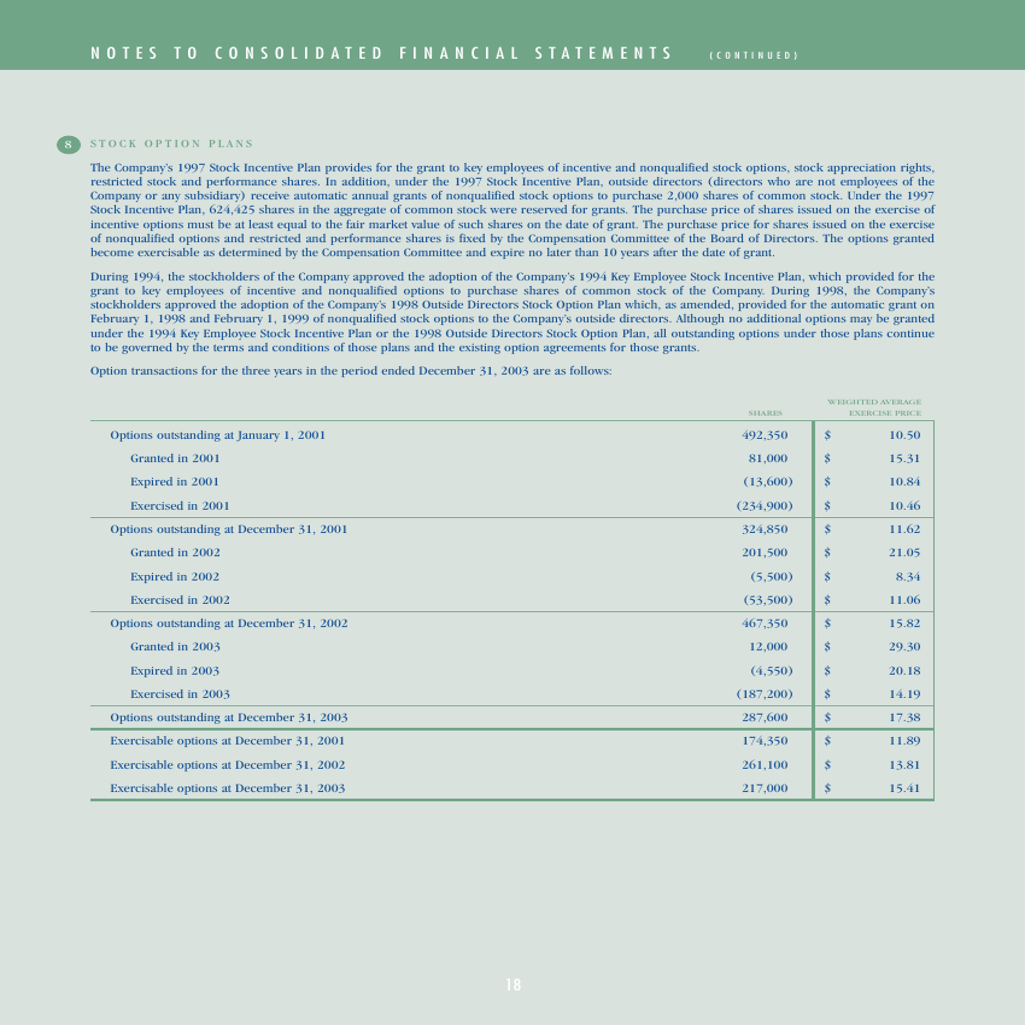 NOTES TO CONSOLIDATED FINANCIAL STATEMENTS (CONTINUED)
8 STOCK OPTION PLANS
The Company's 1997 Stock Incentive Plan provides for the grant to key employees of incentive and nonqualified stock options, stock appreciation rights,
restricted stock and performance shares. In addition, under the 1997 Stock Incentive Plan, outside directors (directors who are not employees of the
Company or any subsidiary) receive automatic annual grants of nonqualified stock options to purchase 2,000 shares of common stock. Under the 1997
Stock Incentive Plan, 624,425 shares in the aggregate of common stock were reserved for grants. The purchase price of shares issued on the exercise of
incentive options must be at least equal to the fair market value of such shares on the date of grant. The purchase price for shares issued on the exercise
of nonqualified options and restricted and performance shares is fixed by the Compensation Committee of the Board of Directors. The options granted
become exercisable as determined by the Compensation Committee and expire no later than 10 years after the date of grant.
During 1994, the stockholders of the Company approved the adoption of the Company's 1994 Key Employee Stock Incentive Plan, which provided for the
grant to key employees of incentive and nonqualified options to purchase shares of common stock of the Company. During 1998, the Company's
stockholders approved the adoption of the Company's 1998 Outside Directors Stock Option Plan which, as amended, provided for the automatic grant on
February 1, 1998 and February 1, 1999 of nonqualified stock options to the Company's outside directors. Although no additional options may be granted
under the 1994 Key Employee Stock Incentive Plan or the 1998 Outside Directors Stock Option Plan, all outstanding options under those plans continue
to be governed by the terms and conditions of those plans and the existing option agreements for those grants.
Option transactions for the three years in the period ended December 31, 2003 are as follows:
WEIGHTED AVERAGE
SHARES EXERCISE PRICE
Options outstanding at January 1, 2001 492,350 $ 10.50
Granted in 2001 81,000 $ 15.31
Expired in 2001 (13,600) $ 10.84
Exercised in 2001 (234,900) $ 10.46
Options outstanding at December 31, 2001 324,850 $ 11.62
Granted in 2002 201,500 $ 21.05
Expired in 2002 (5,500) $ 8.34
Exercised in 2002 (53,500) $ 11.06
Options outstanding at December 31, 2002 467,350 $ 15.82
Granted in 2003 12,000 $ 29.30
Expired in 2003 (4,550) $ 20.18
Exercised in 2003 (187,200) $ 14.19
Options outstanding at December 31, 2003 287,600 $ 17.38
Exercisable options at December 31, 2001 174,350 $ 11.89
Exercisable options at December 31, 2002 261,100 $ 13.81
Exercisable options at December 31, 2003 217,000 $ 15.41
18